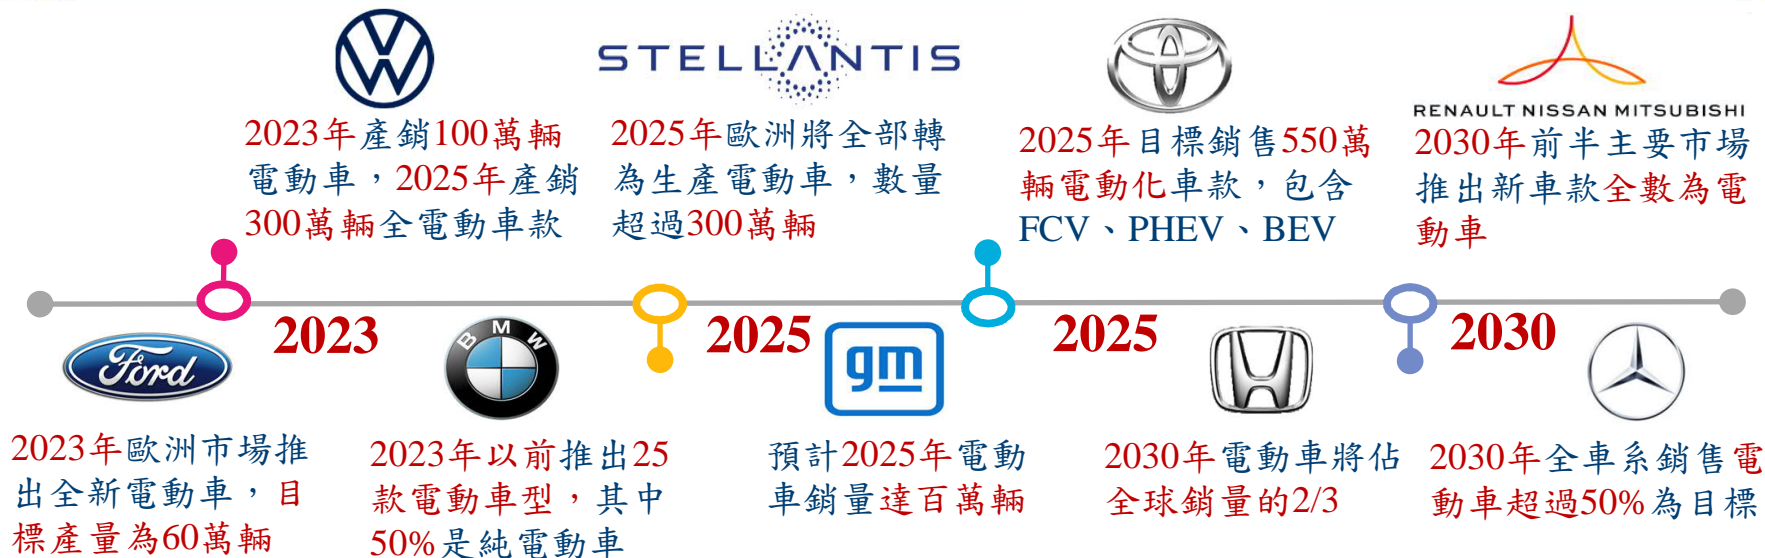 STELLANTIS
RENAULT NISSAN MITSUBISHI
2023年產銷100萬輛
電動車，2025年產銷
300萬輛全電動車款
2025年歐洲將全部轉
為生產電動車，數量
超過300萬輛
2025年目標銷售550萬
輛電動化車款，包含
FCV、PHEV、BEV
2030年前半主要市場
推出新車款全數為電
動車
2023
2025
2025
2030
Ford
BMW
gm
2023年歐洲市場推
出全新電動車，目
標產量為60萬輛
2023年以前推出25
款電動車型，其中
50%是純電動車
預計2025年電動
車銷量達百萬輛
2030年電動車將佔
全球銷量的2/3
2030年全車系銷售電
動車超過50%為目標